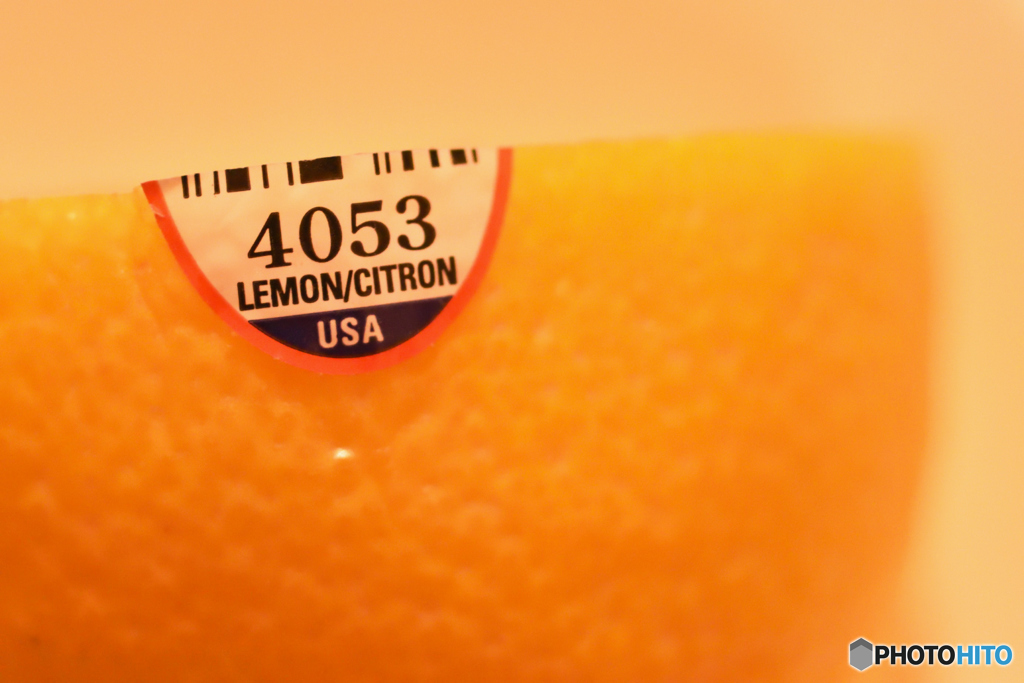 4053
LEMON/CITRON
USA
PHOTOHITO